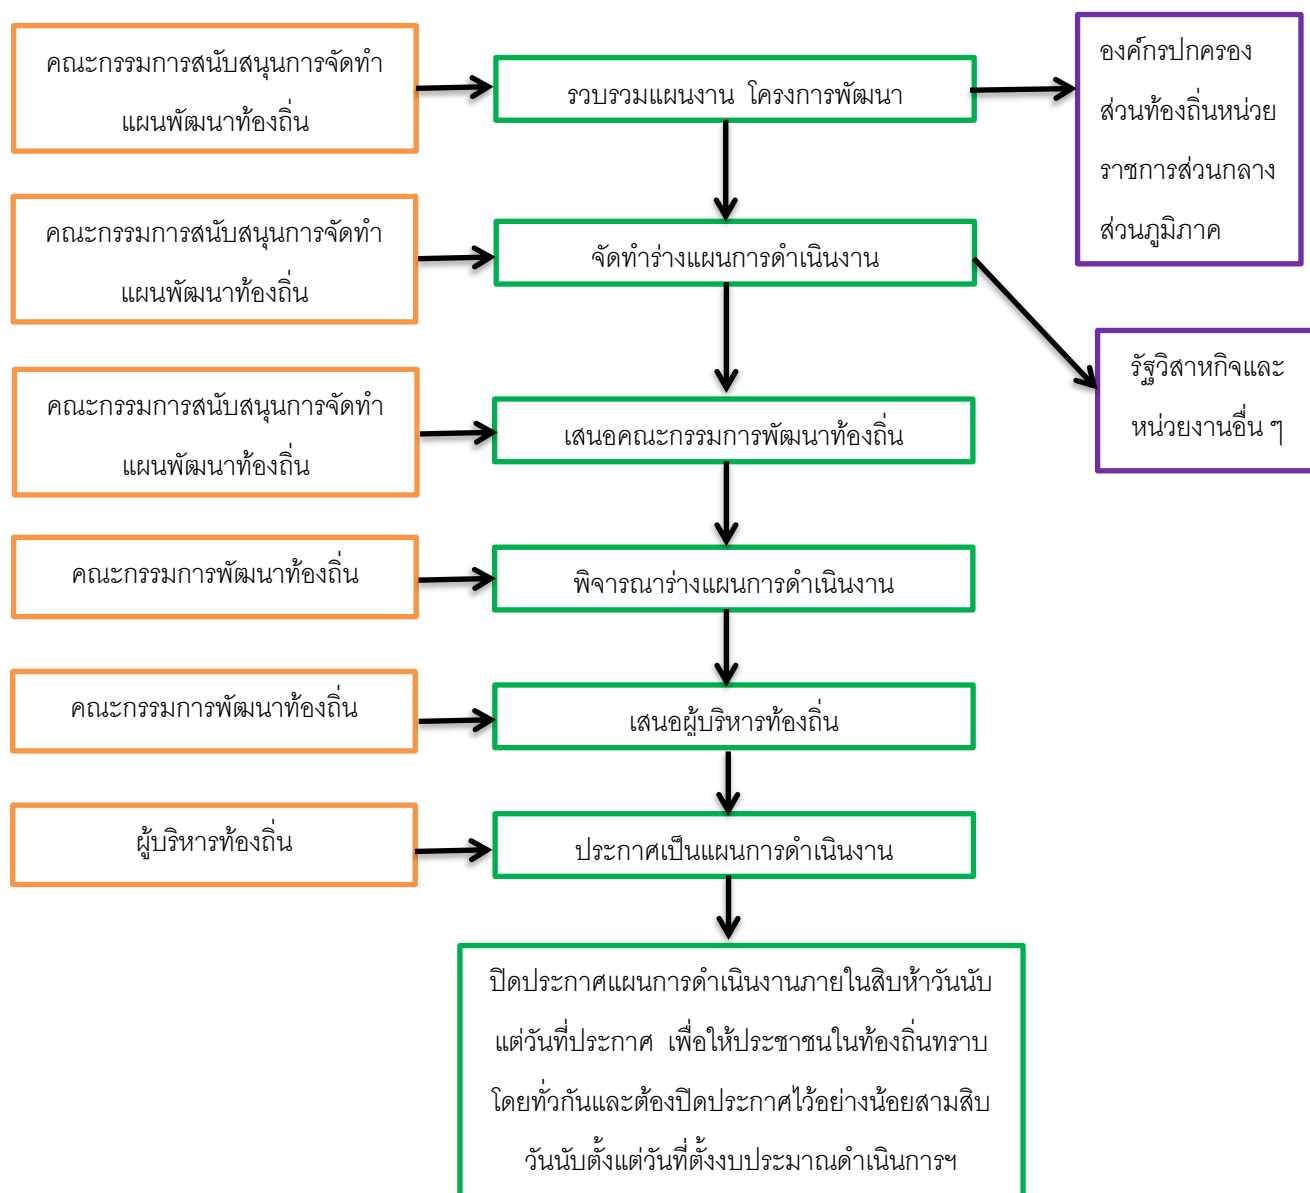 คณะกรรมการสนับสนุนการจัดทำ
แผนพัฒนาท้องถิ่น
รวบรวมแผนงาน โครงการพัฒนา
องค์กรปกครอง
ส่วนท้องถิ่นหน่วย
ราชการส่วนกลาง
ส่วนภูมิภาค
คณะกรรมการสนับสนุนการจัดทำ
แผนพัฒนาท้องถิ่น
จัดทำร่างแผนการดำเนินงาน
รัฐวิสาหกิจและ
หน่วยงานอื่น ๆ
คณะกรรมการสนับสนุนการจัดทำ
แผนพัฒนาท้องถิ่น
เสนอคณะกรรมการพัฒนาท้องถิ่น
คณะกรรมการพัฒนาท้องถิ่น
พิจารณาร่างแผนการดำเนินงาน
คณะกรรมการพัฒนาท้องถิ่น
เสนอผู้บริหารท้องถิ่น
ผู้บริหารท้องถิ่น
ประกาศเป็นแผนการดำเนินงาน
ปิดประกาศแผนการดำเนินงานภายในสิบห้าวันนับ
แต่วันที่ประกาศ เพื่อให้ประชาชนในท้องถิ่นทราบ
โดยทั่วกันและต้องปิดประกาศไว้อย่างน้อยสามสิบ
วันนับตั้งแต่วันที่ตั้งงบประมาณดำเนินการฯ